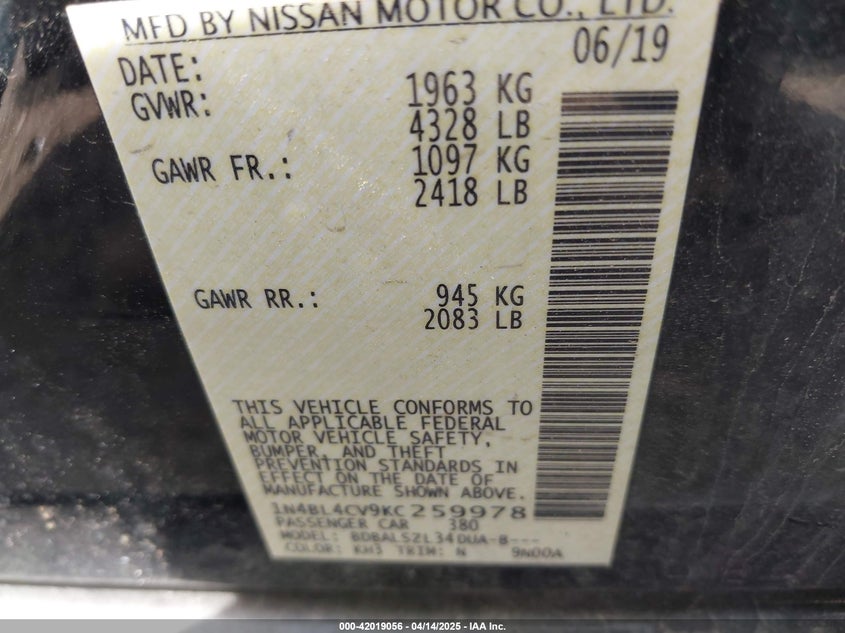 MFD BY NISSAN MOTOR CO., LTD.
DATE: 06/19
GVWR: 1963 KG
4328 LB
GAWR FR.: 1097 KG
2418 LB
GAWR RR.: 945 KG
2083 LB
THIS VEHICLE CONFORMS TO
ALL APPLICABLE FEDERAL
MOTOR VEHICLE SAFETY,
BUMPER, AND THEFT
PREVENTION STANDARDS IN
EFFECT ON THE DATE OF
MANUFACTURE SHOWN ABOVE.
1N4BL4CV9KC259978
PASSENGER CAR 380
MODEL: BDBALSZL34DUA-B---
COLOR: KH3 TRIM: N 9N00A
000-42019056 - 04/14/2025 - IAA Inc.